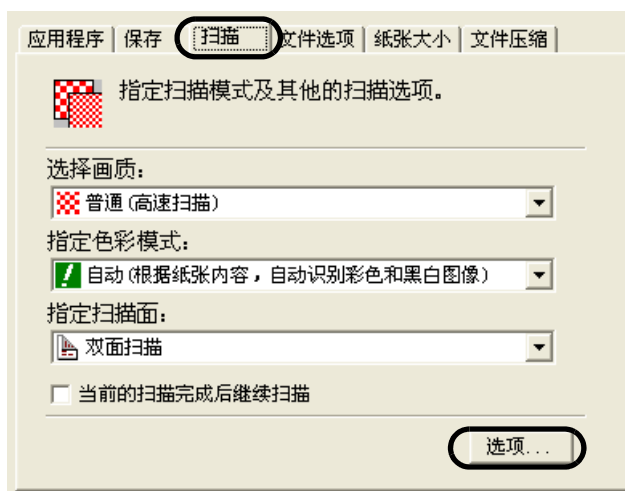 应用程序 保存 扫描 文件选项 纸张大小 文件压缩
指定扫描模式及其他的扫描选项。
选择画质：
普通(高速扫描)
指定色彩模式：
自动(根据纸张内容，自动识别彩色和黑白图像)
指定扫描面：
双面扫描
当前的扫描完成后继续扫描
选项...